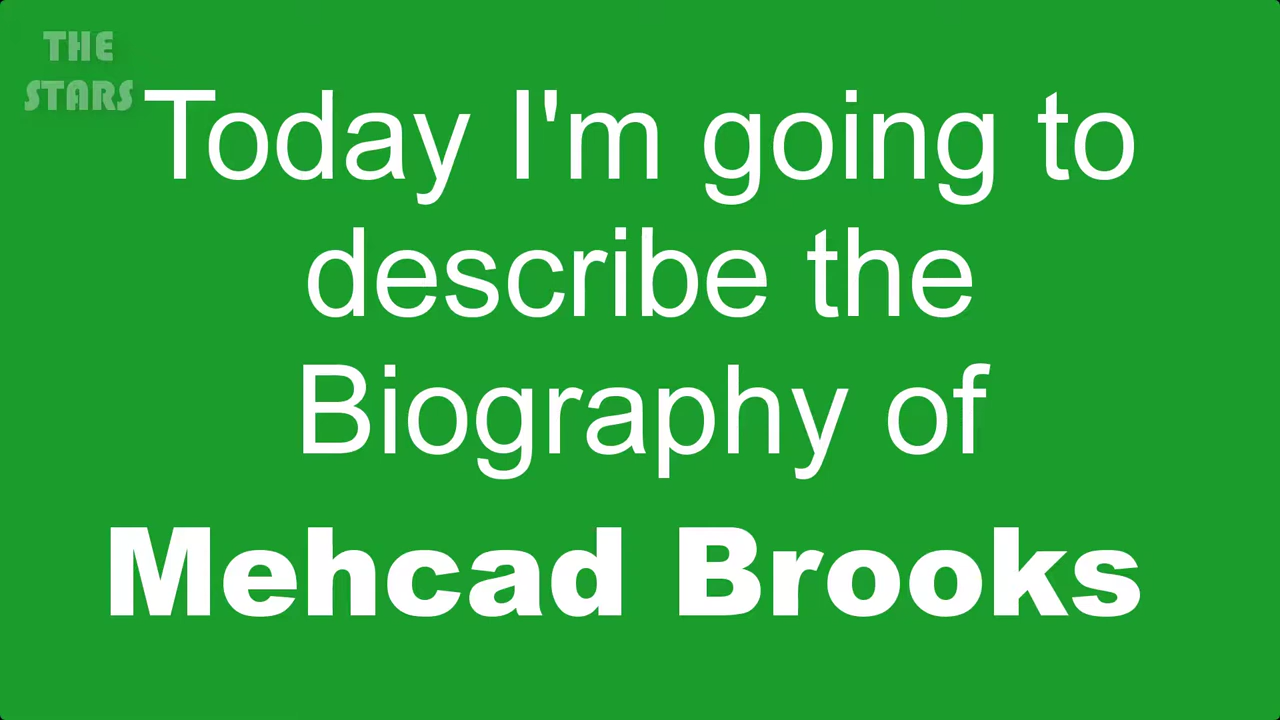 THE
STARS
Today I'm going to
describe the
Biography of
Mehcad Brooks